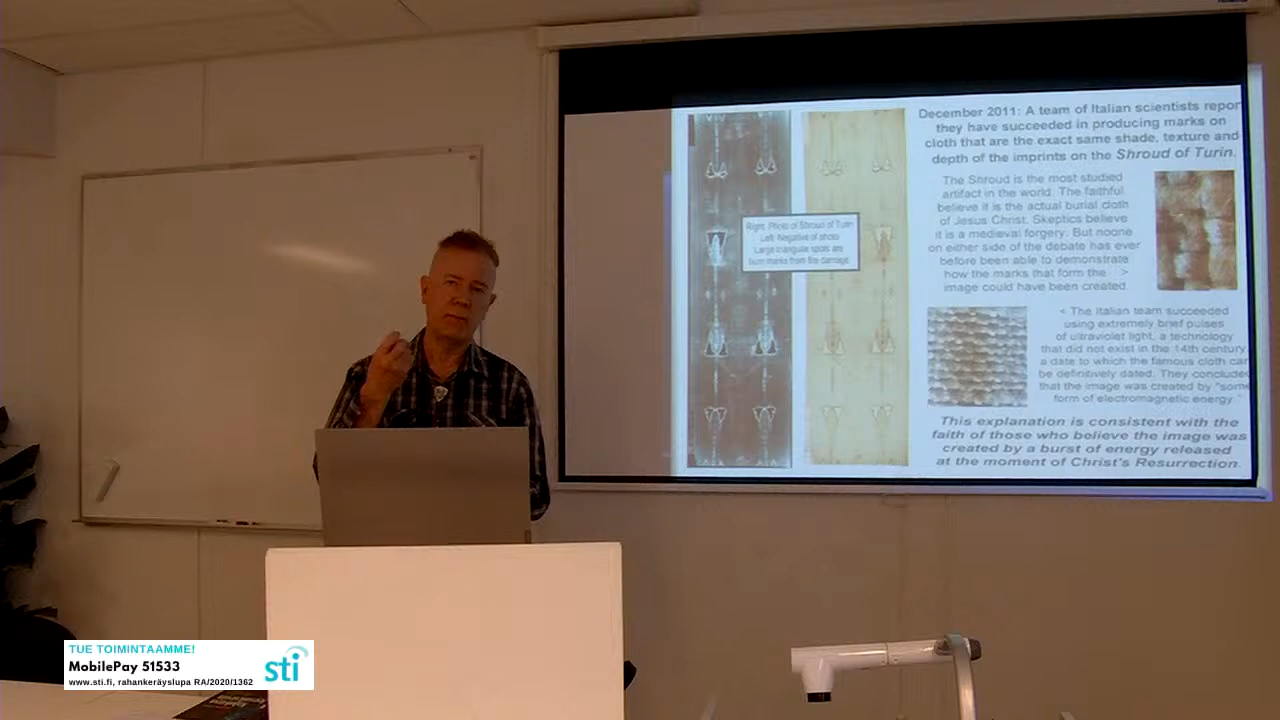 December 2011: A team of Italian scientists repor
they have succeeded in producing marks on
cloth that are the exact same shade, texture and
depth of the imprints on the Shroud of Turin.
The Shroud is the most studied
artifact in the world. The faithful
believe it is the actual burial cloth
of Jesus Christ. Skeptics believe
it is a medieval forgery. But noone
on either side of the debate has ever
before been able to demonstrate
how the marks that form the >
image could have been created
Right: Photo of Shroud of Turin
Left: Negative of photo
Large triangular spots are
burn marks from fire damage
< The Italian team succeeded
using extremely brief pulses
of ultraviolet light, a technology
that did not exist in the 14th century
a date to which the famous cloth can
be definitively dated. They concluded
that the image was created by "some
form of electromagnetic energy."
This explanation is consistent with the
faith of those who believe the image was
created by a burst of energy released
at the moment of Christ's Resurrection.
TUE TOIMINTAAMME!
MobilePay 51533
www.sti.fi, rahankeräyslupa RA/2020/1362
sti